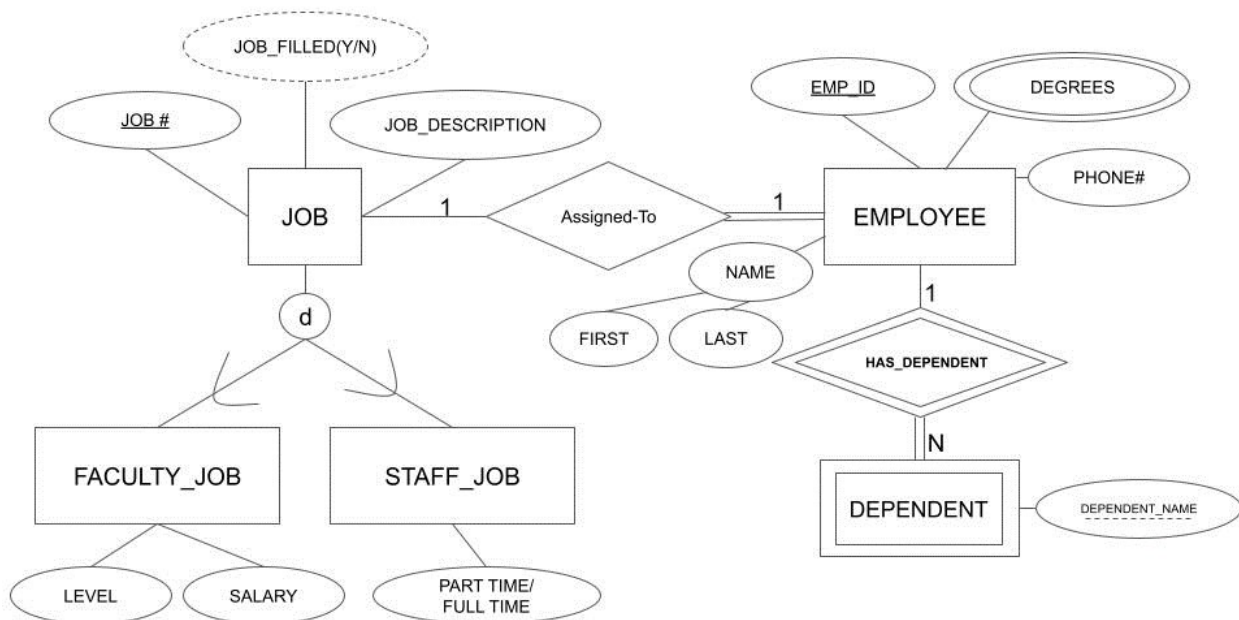 JOB_FILLED(Y/N)
JOB #
JOB_DESCRIPTION
EMP_ID
DEGREES
PHONE#
JOB
1
Assigned-To
1
EMPLOYEE
NAME
FIRST
LAST
1
HAS_DEPENDENT
N
d
FACULTY_JOB
STAFF_JOB
DEPENDENT
DEPENDENT_NAME
LEVEL
SALARY
PART TIME/
FULL TIME